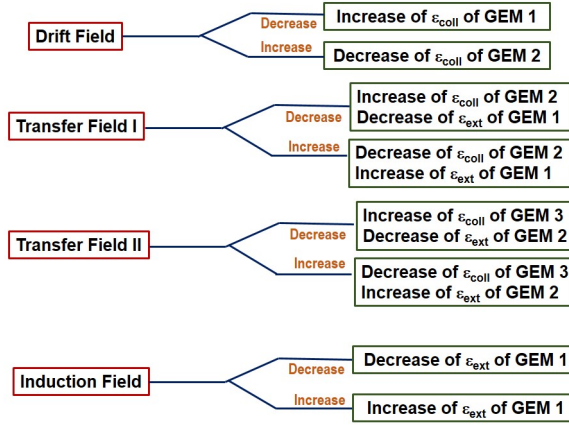 Drift Field
Decrease
Increase of εcoll of GEM 1
Increase
Decrease of εcoll of GEM 2
Transfer Field I
Decrease
Increase of εcoll of GEM 2
Decrease of εext of GEM 1
Increase
Decrease of εcoll of GEM 2
Increase of εext of GEM 1
Transfer Field II
Decrease
Increase of εcoll of GEM 3
Decrease of εext of GEM 2
Increase
Decrease of εcoll of GEM 3
Increase of εext of GEM 2
Induction Field
Decrease
Decrease of εext of GEM 1
Increase
Increase of εext of GEM 1